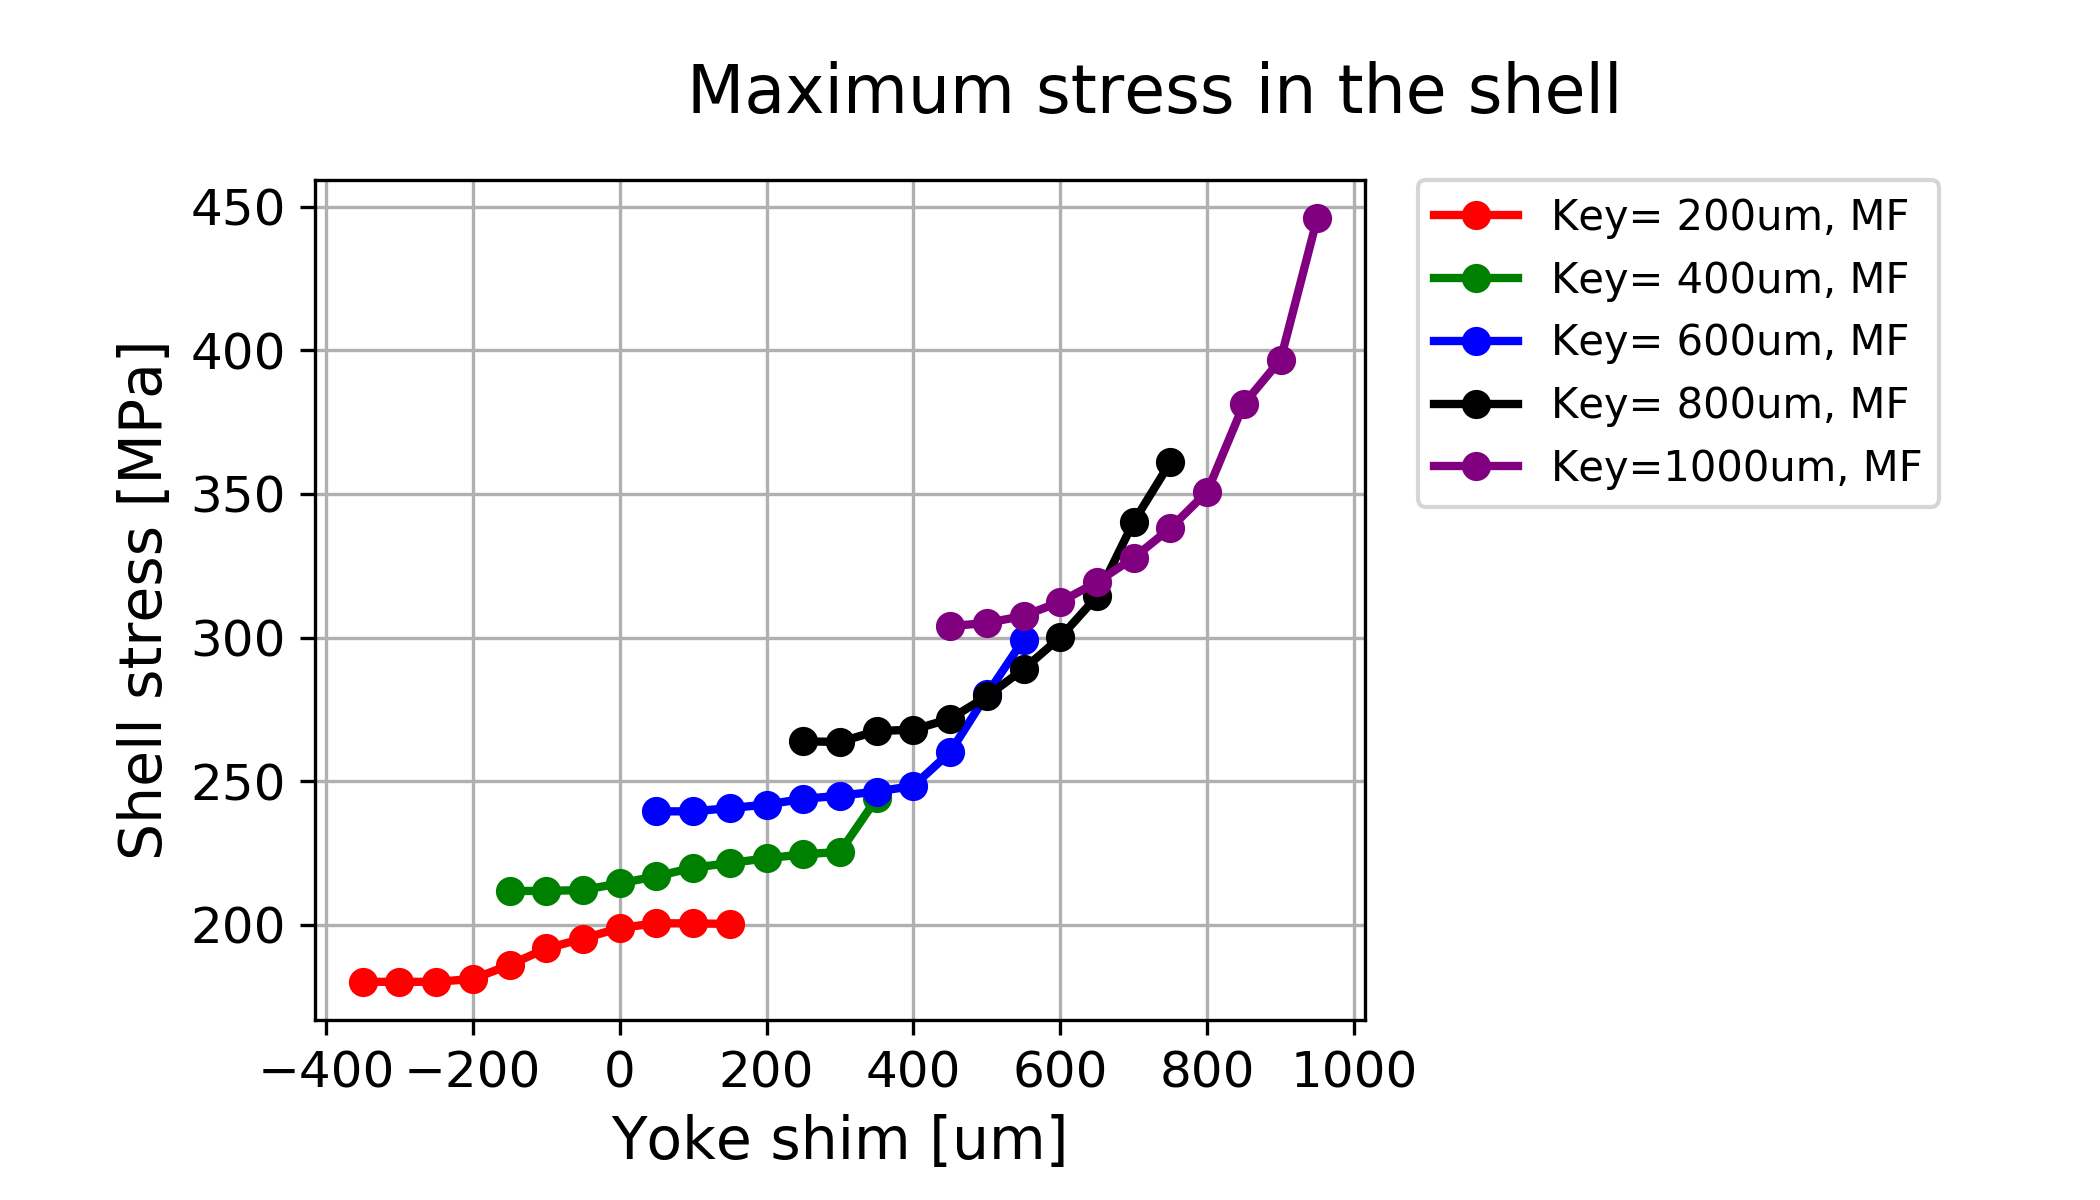 Maximum stress in the shell
450
400
350
300
250
200
Shell stress [MPa]
−400 −200 0 200 400 600 800 1000
Yoke shim [um]
Key= 200um, MF
Key= 400um, MF
Key= 600um, MF
Key= 800um, MF
Key=1000um, MF